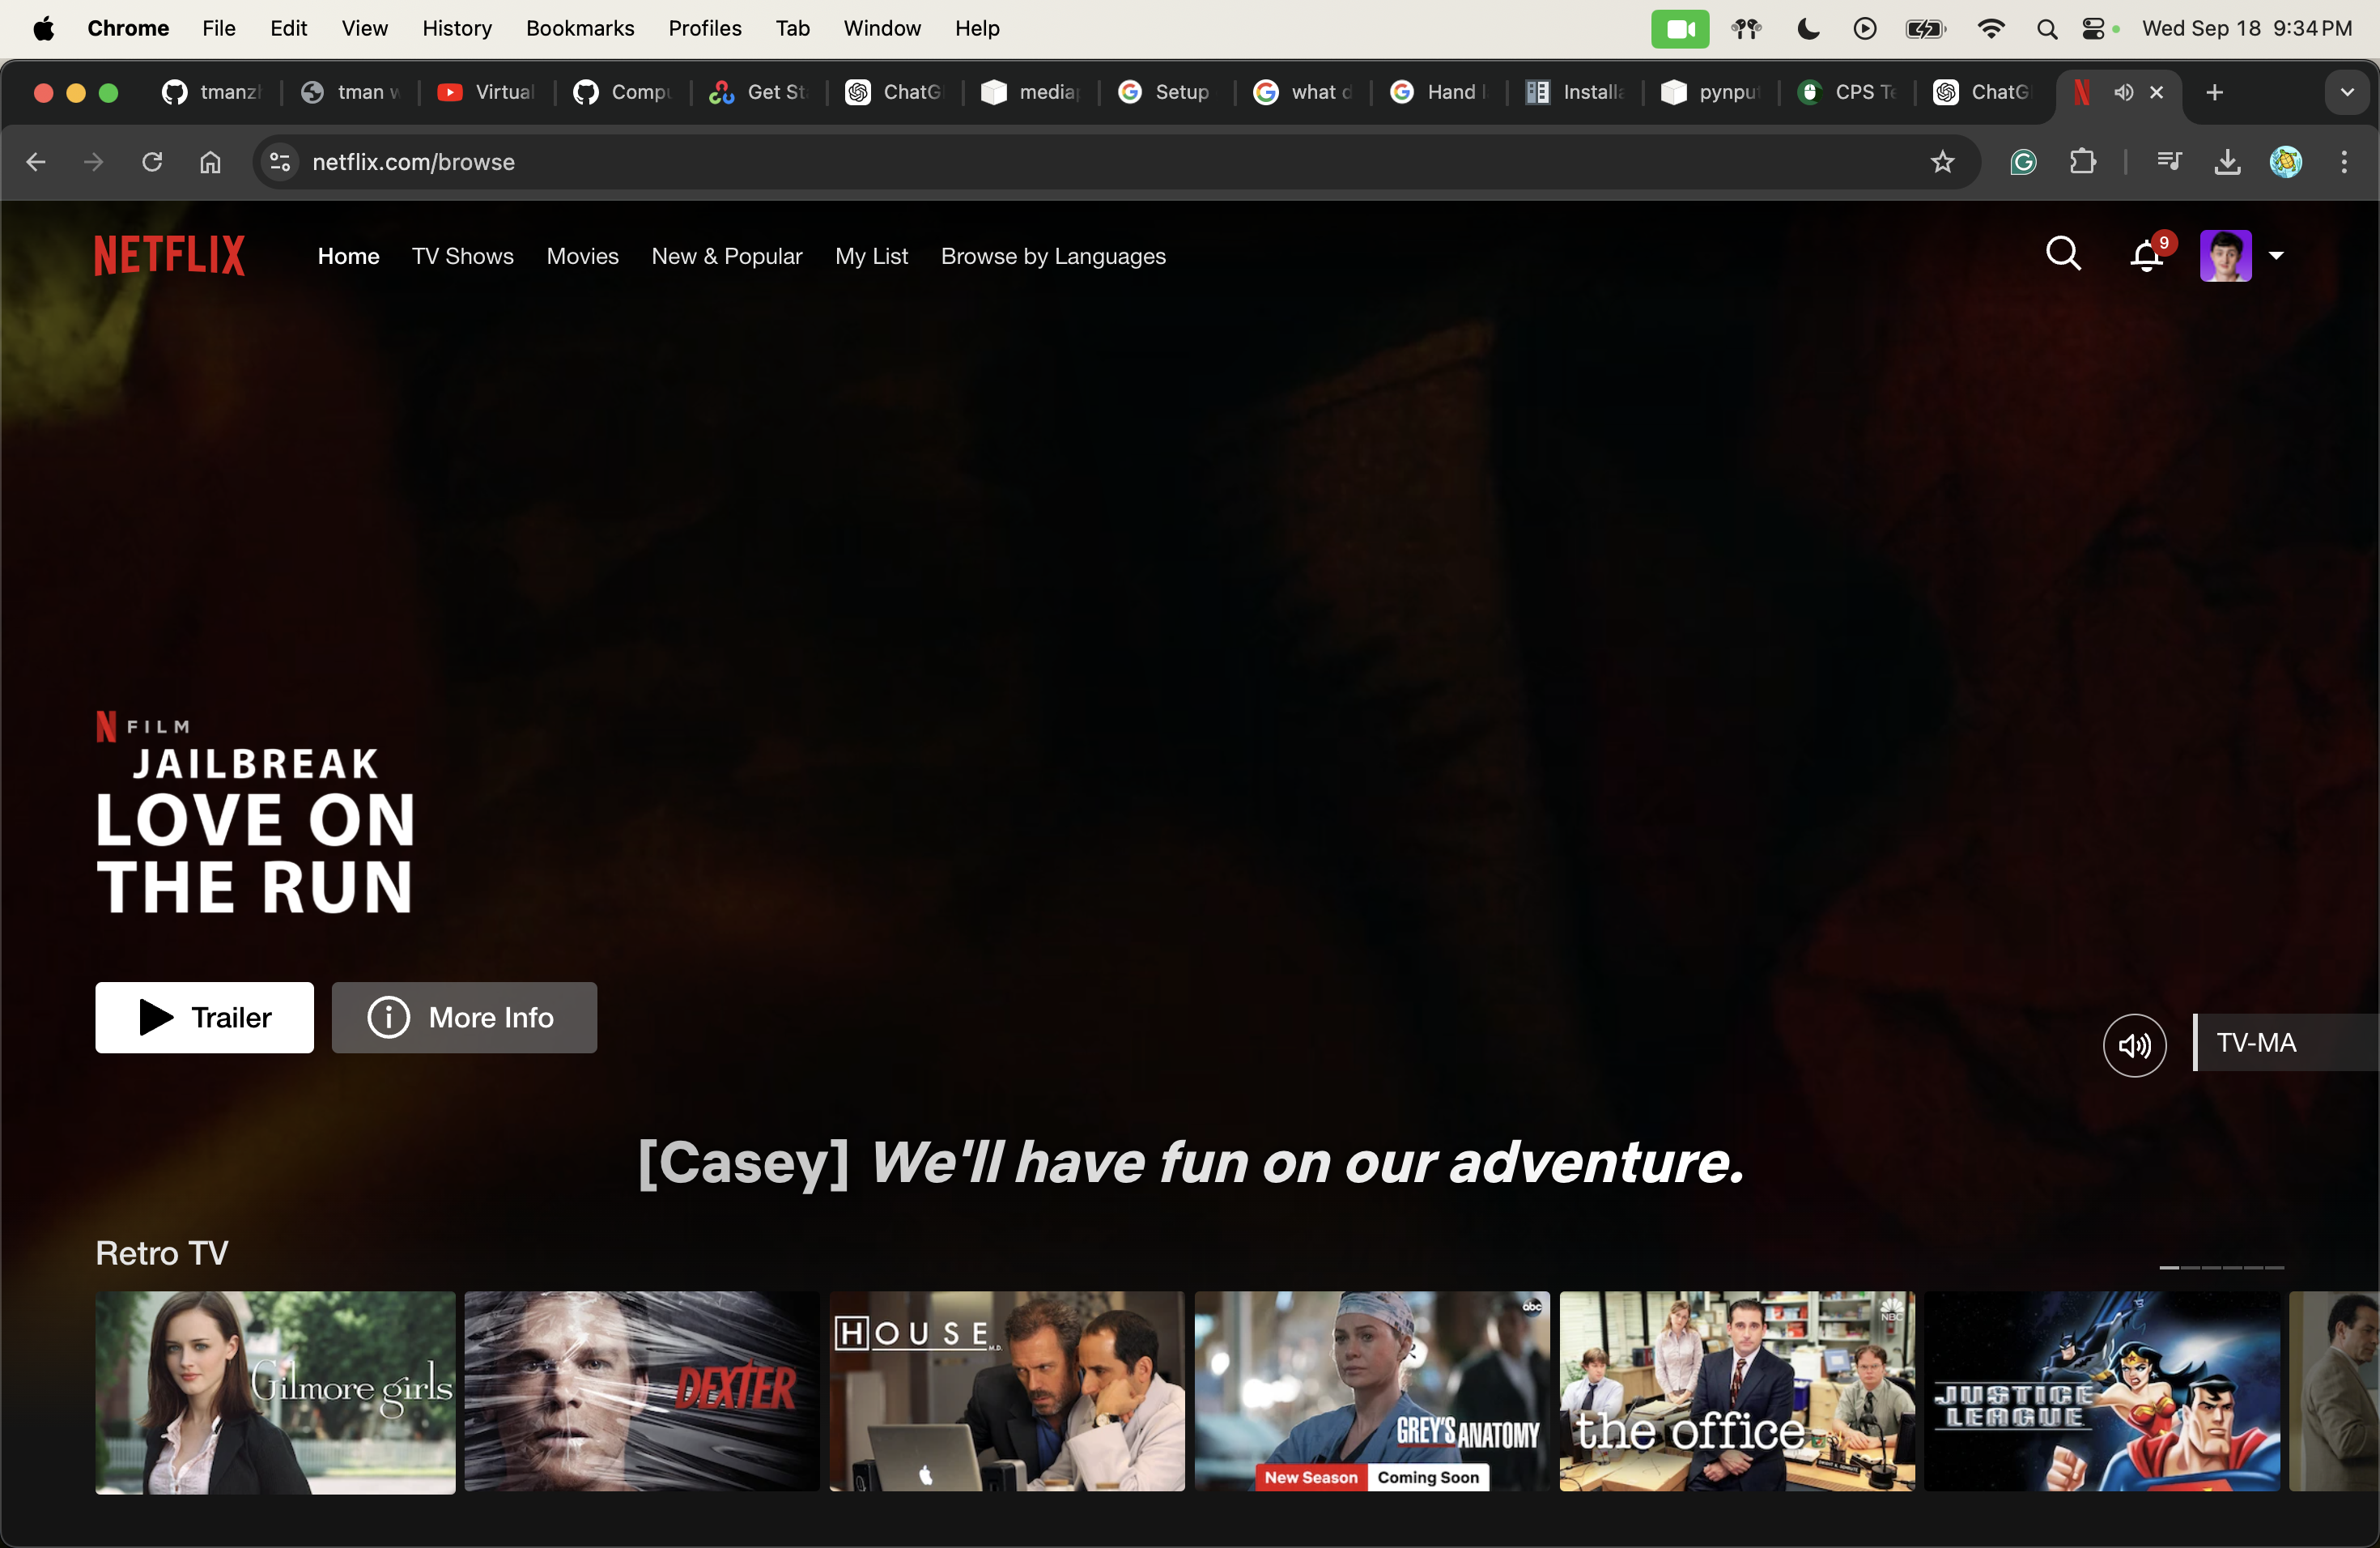 Chrome File Edit View History Bookmarks Profiles Tab Window Help Wed Sep 18 9:34 PM
tmanz tman w Virtual Compu Get St ChatG media Setup what d Hand Install pynpu CPS Te ChatG
netflix.com/browse
NETFLIX Home TV Shows Movies New & Popular My List Browse by Languages 9
N FILM
JAILBREAK
LOVE ON
THE RUN
Trailer More Info
TV-MA
[Casey] We'll have fun on our adventure.
Retro TV
Gilmore girls
DEXTER
HOUSE M.D.
abc
GREY'S ANATOMY
New Season Coming Soon
NBC
the office
JUSTICE
LEAGUE